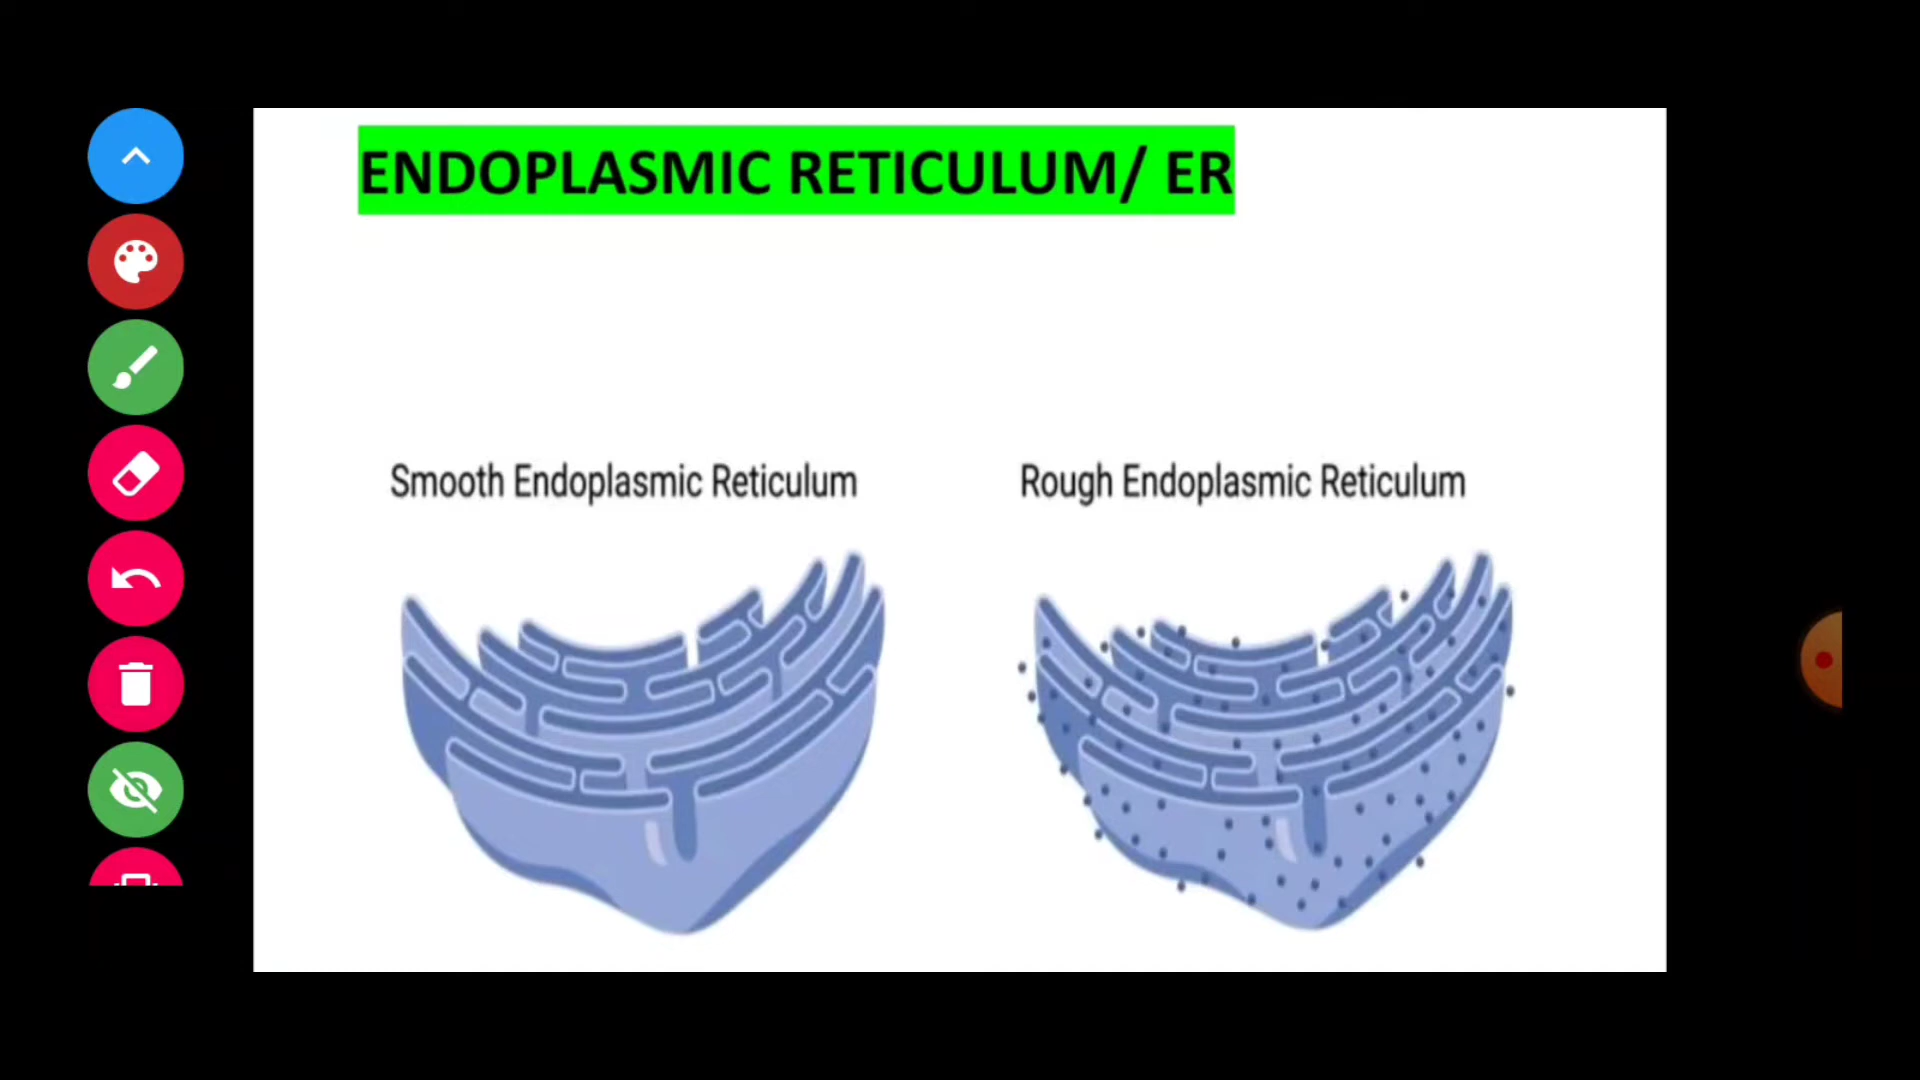 ENDOPLASMIC RETICULUM/ ER
Smooth Endoplasmic Reticulum
Rough Endoplasmic Reticulum